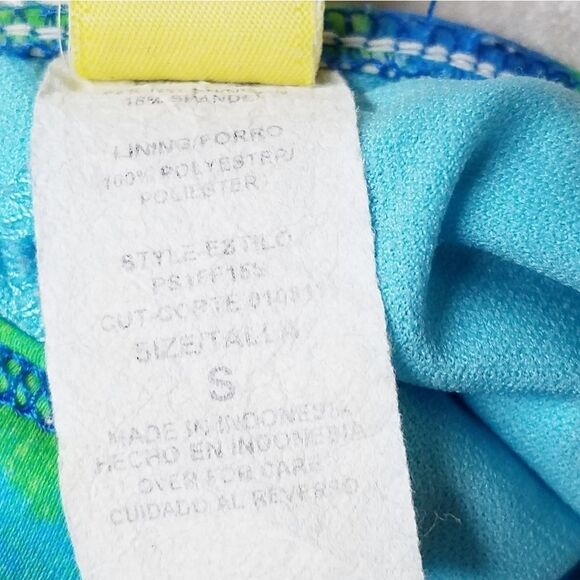 18% SPANDEX
LINING/FORRO
100% POLYESTER/
POLIESTER
STYLE-ESTILO
CUT-CORTE
SIZE/TALLA
S
MADE IN INDONESIA
HECHO EN INDONESIA
OVER FOR CARE
CUIDADO AL REVERSO